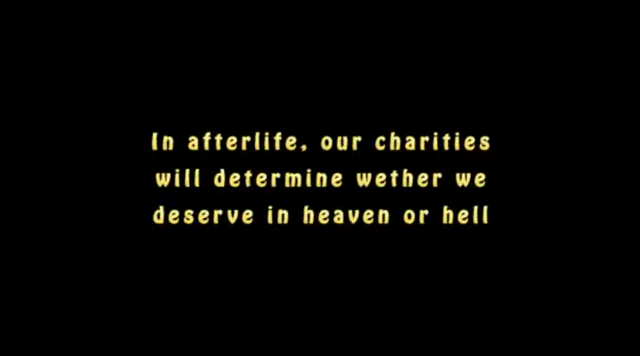 In afterlife, our charities
will determine wether we
deserve in heaven or hell